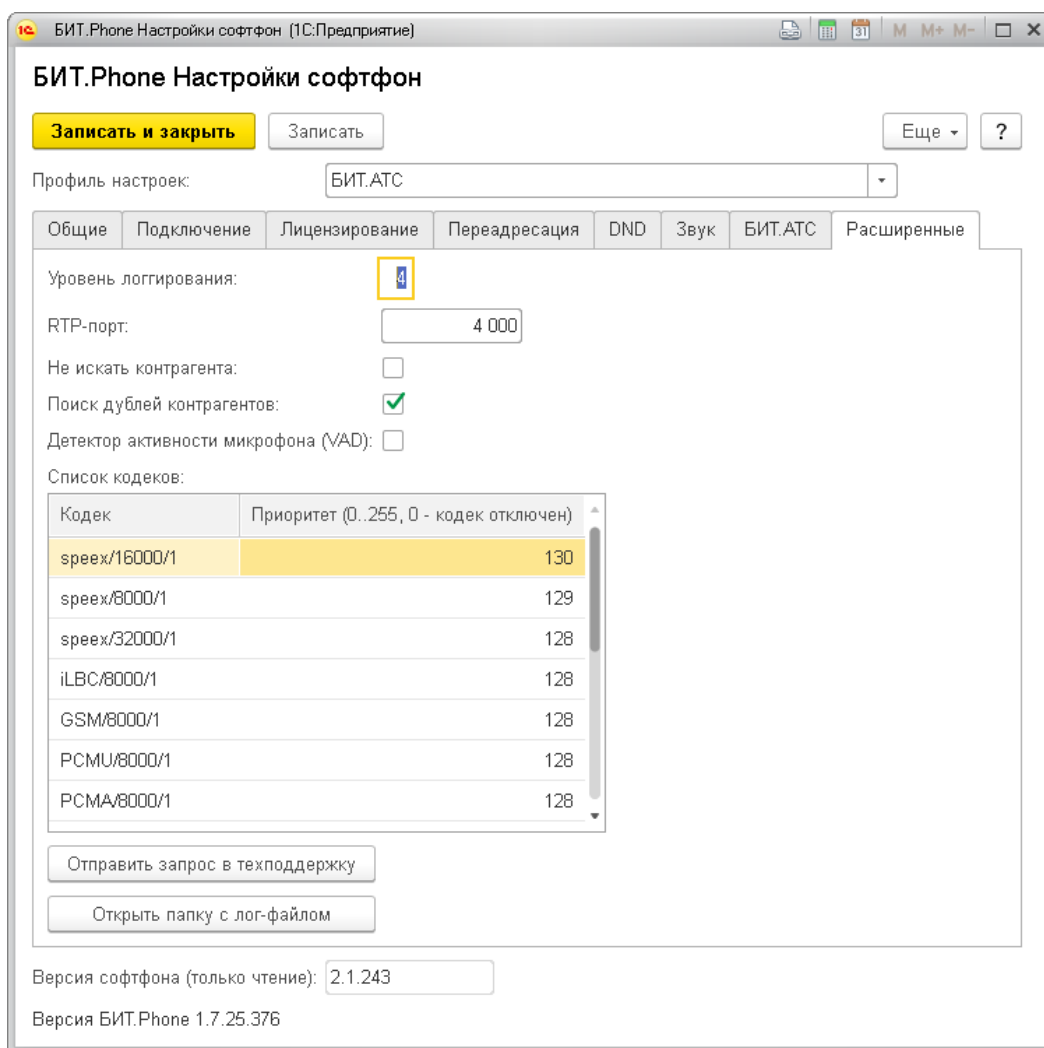 1С БИТ.Phone Настройки софтфон (1С:Предприятие) 31 M M+ M-
БИТ.Phone Настройки софтфон
Записать и закрыть Записать Еще ?
Профиль настроек: БИТ.АТС
Общие Подключение Лицензирование Переадресация DND Звук БИТ.АТС Расширенные
Уровень логгирования: 4
RTP-порт: 4 000
Не искать контрагента:
Поиск дублей контрагентов:
Детектор активности микрофона (VAD):
Список кодеков:
Кодек Приоритет (0..255, 0 - кодек отключен)
speex/16000/1 130
speex/8000/1 129
speex/32000/1 128
iLBC/8000/1 128
GSM/8000/1 128
PCMU/8000/1 128
PCMA/8000/1 128
Отправить запрос в техподдержку
Открыть папку с лог-файлом
Версия софтфона (только чтение): 2.1.243
Версия БИТ.Phone 1.7.25.376